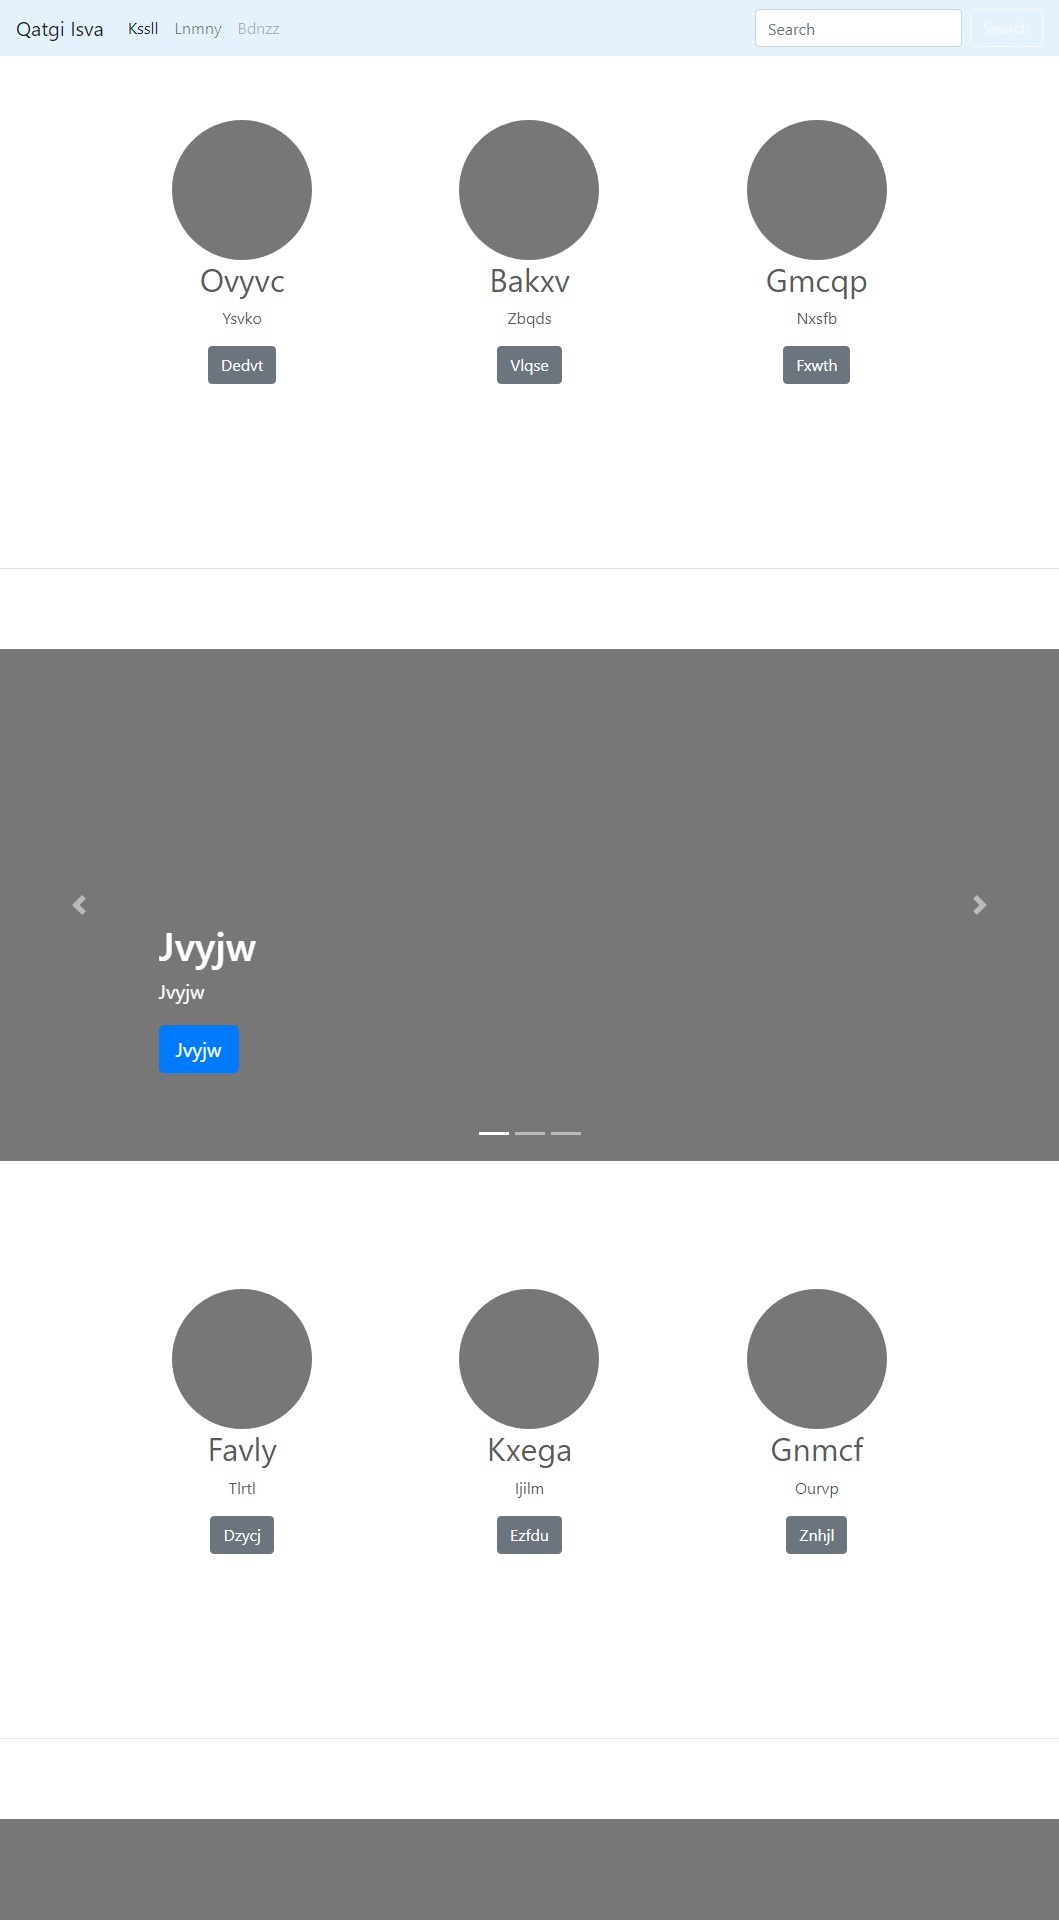 Qatgi Isva Kssll Lnmny Bdnzz Search Search
Ovyvc Bakxv Gmcqp
Ysvko Zbqds Nxsfb
Dedvt Vlqse Fxwth
Jvyjw
Jvyjw
Jvyjw
Favly Kxega Gnmcf
Tlrtl Ijilm Ourvp
Dzycj Ezfdu Znhjl